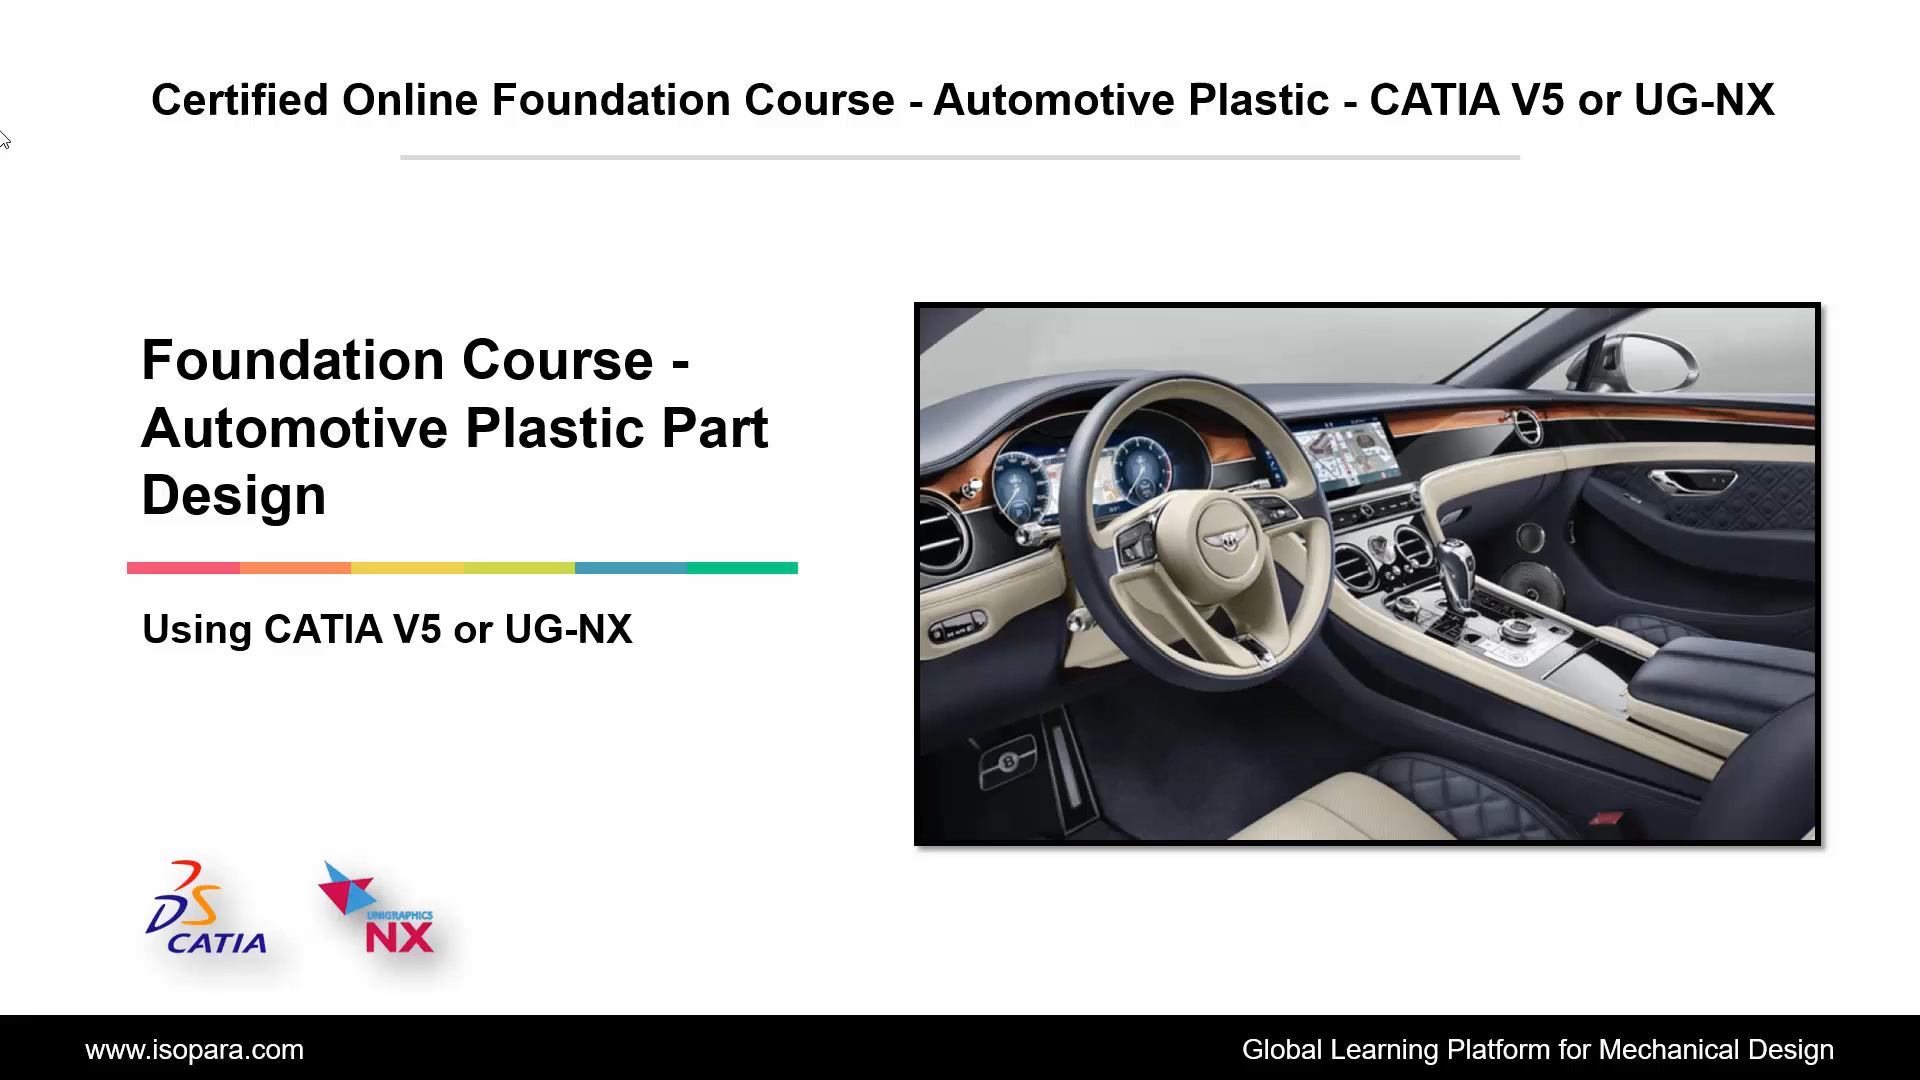 Certified Online Foundation Course - Automotive Plastic - CATIA V5 or UG-NX
Foundation Course -
Automotive Plastic Part
Design
Using CATIA V5 or UG-NX
CATIA
UNIGRAPHICS
NX
B
www.isopara.com
Global Learning Platform for Mechanical Design